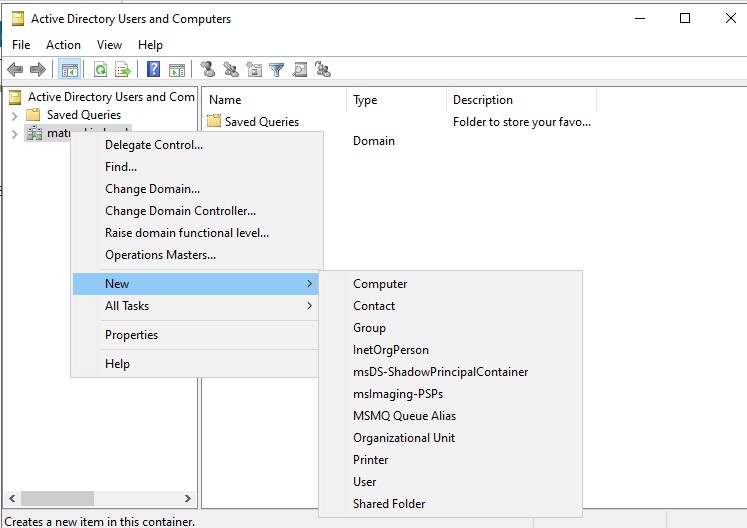 Active Directory Users and Computers
File Action View Help
Active Directory Users and Com
Saved Queries
Name Type Description
Saved Queries Folder to store your favo...
Domain
Delegate Control...
Find...
Change Domain...
Change Domain Controller...
Raise domain functional level...
Operations Masters...
New
All Tasks
Properties
Help
Computer
Contact
Group
InetOrgPerson
msDS-ShadowPrincipalContainer
msImaging-PSPs
MSMQ Queue Alias
Organizational Unit
Printer
User
Shared Folder
Creates a new item in this container.